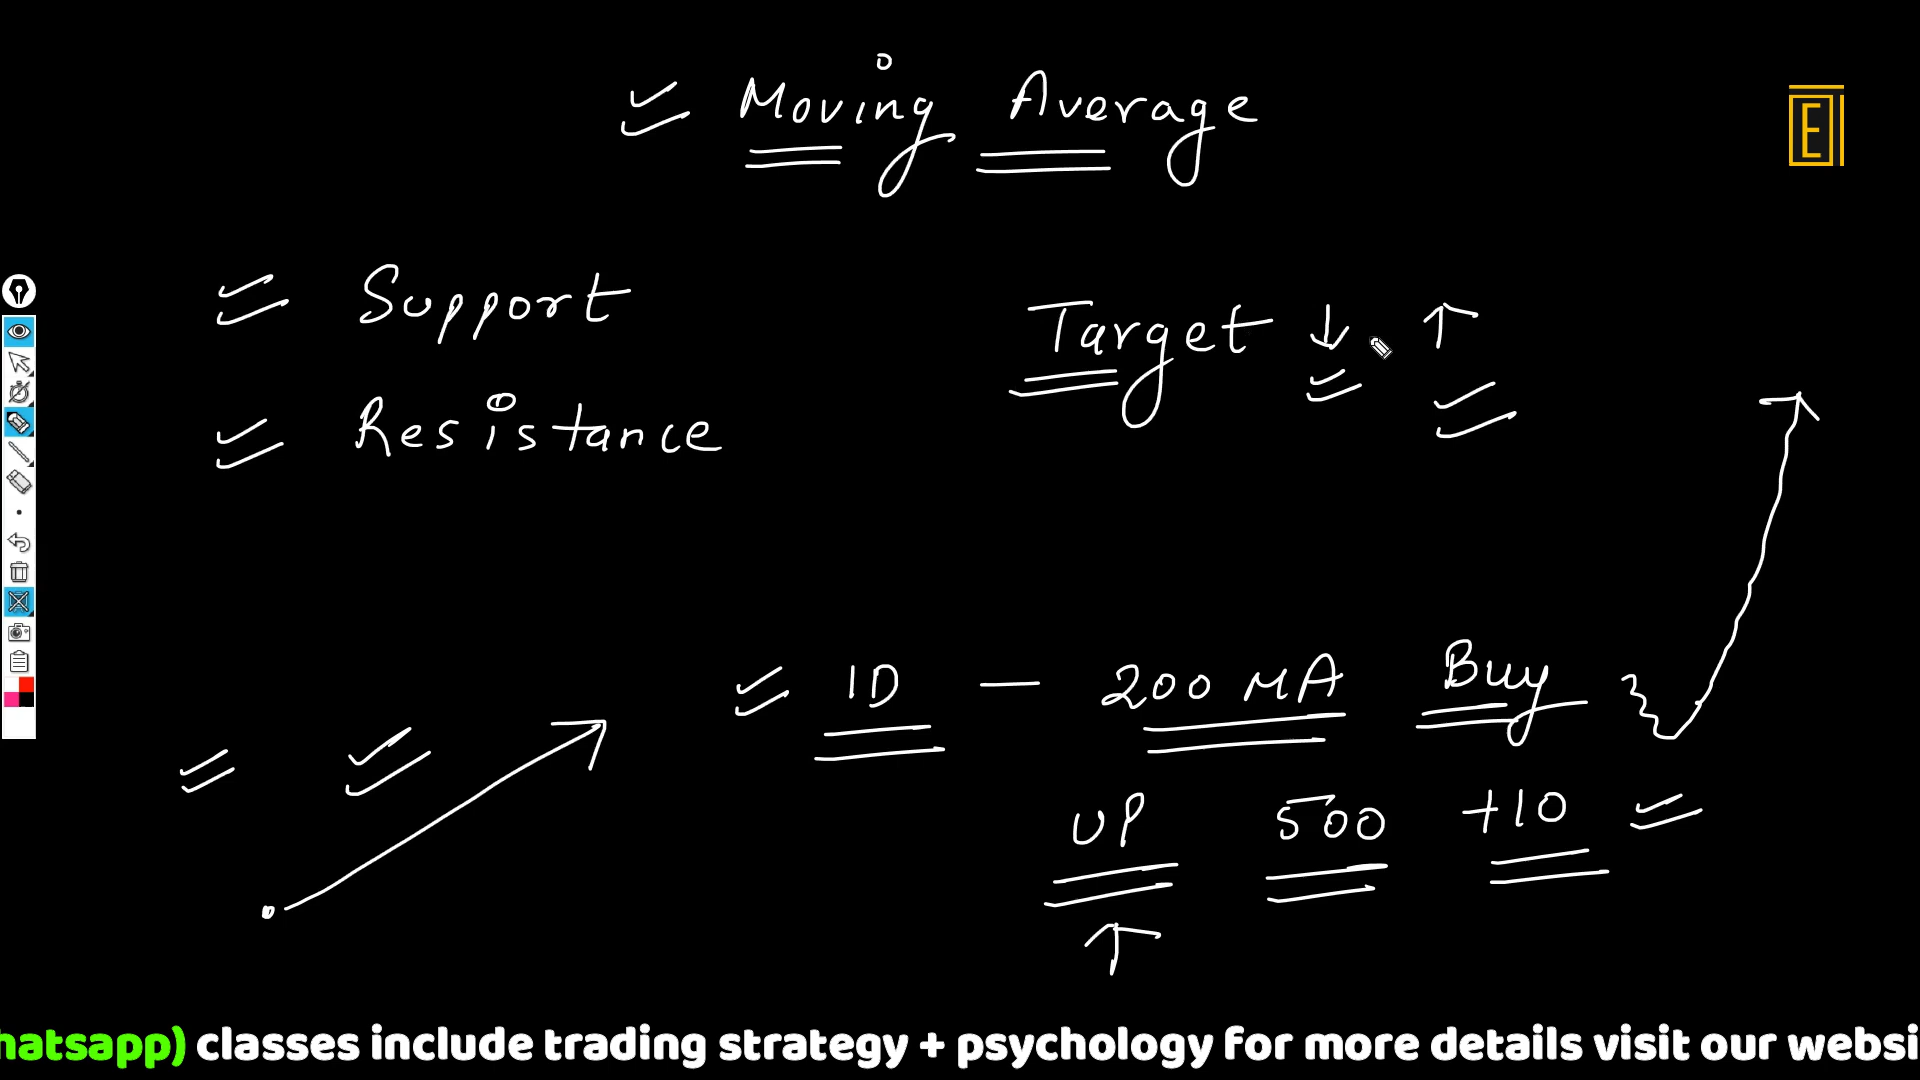 Moving Average
Support
Target ↓ ↑
Resistance
1D - 200 MA Buy
UP 500 +10
↑
E
hatsapp) classes include trading strategy + psychology for more details visit our websi